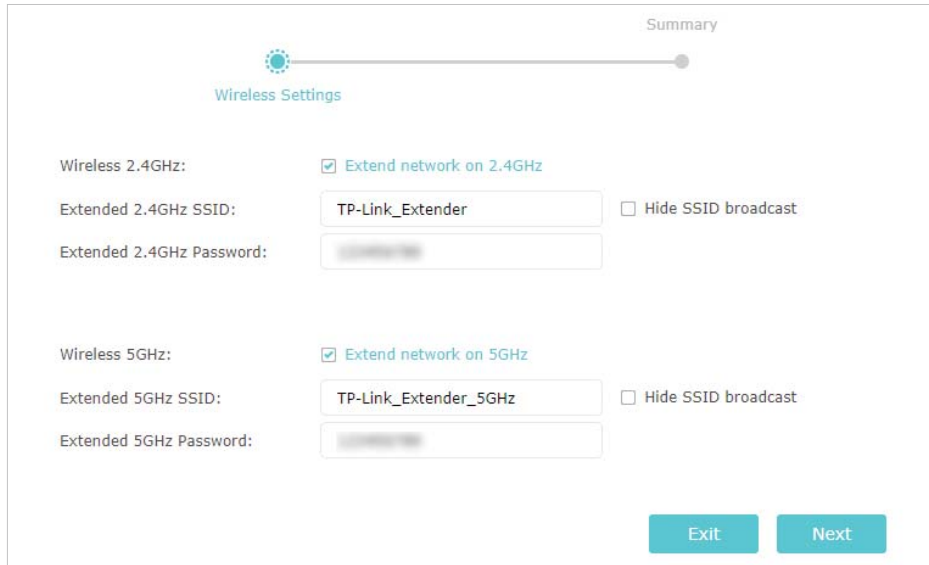 Summary
Wireless Settings
Wireless 2.4GHz: Extend network on 2.4GHz
Extended 2.4GHz SSID: TP-Link_Extender Hide SSID broadcast
Extended 2.4GHz Password:
Wireless 5GHz: Extend network on 5GHz
Extended 5GHz SSID: TP-Link_Extender_5GHz Hide SSID broadcast
Extended 5GHz Password:
Exit Next